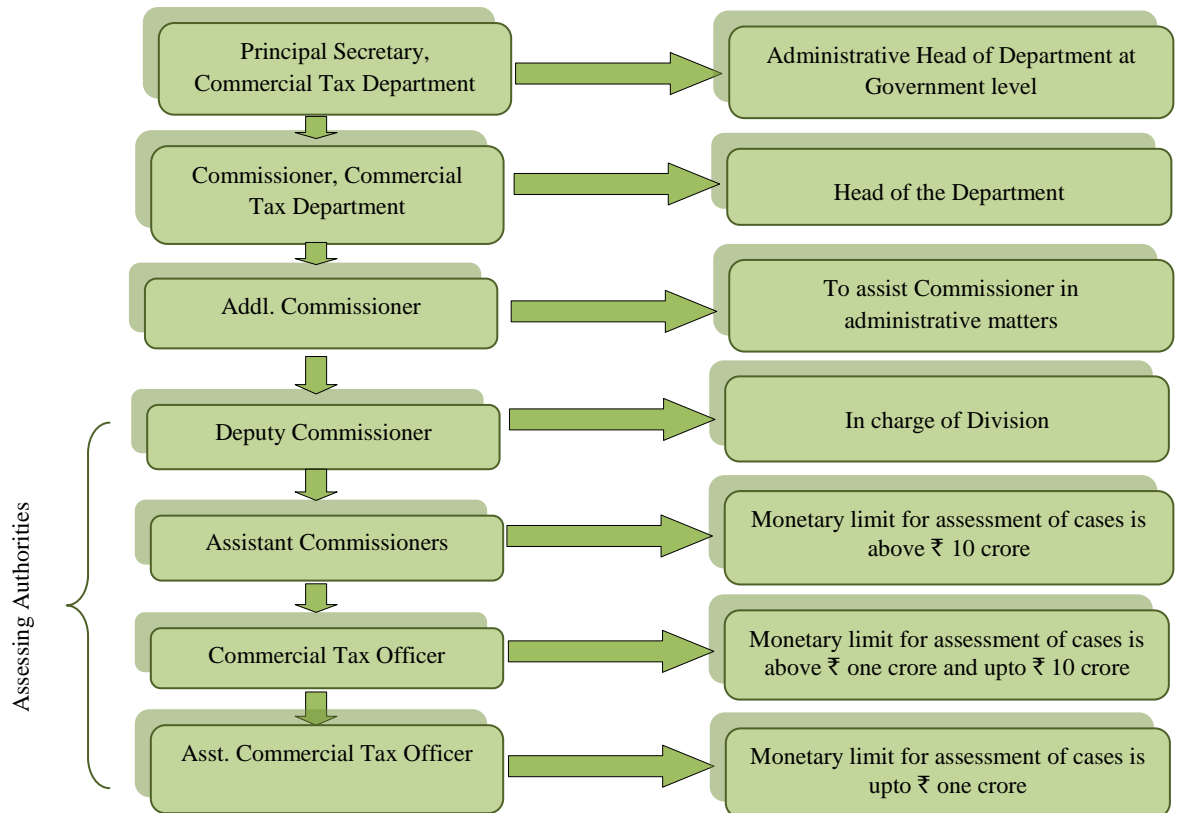 Principal Secretary,
Commercial Tax Department
Administrative Head of Department at
Government level
Commissioner, Commercial
Tax Department
Head of the Department
Addl. Commissioner
To assist Commissioner in
administrative matters
Assessing Authorities
Deputy Commissioner
In charge of Division
Assistant Commissioners
Monetary limit for assessment of cases is
above ₹ 10 crore
Commercial Tax Officer
Monetary limit for assessment of cases is
above ₹ one crore and upto ₹ 10 crore
Asst. Commercial Tax Officer
Monetary limit for assessment of cases is
upto ₹ one crore